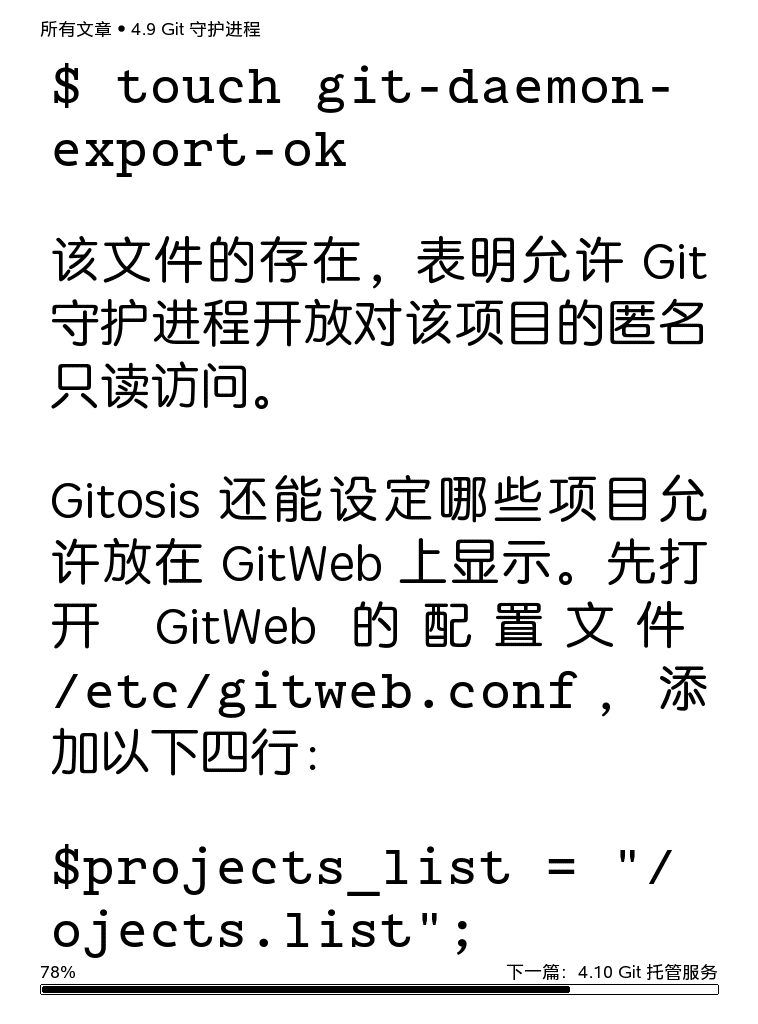 所有文章 • 4.9 Git 守护进程
$ touch git-daemon-
export-ok
该文件的存在，表明允许 Git
守护进程开放对该项目的匿名
只读访问。
Gitosis 还能设定哪些项目允
许放在 GitWeb 上显示。先打
开 GitWeb 的配置文件
/etc/gitweb.conf，添
加以下四行：
$projects_list = "/
ojects.list";
78%
下一篇：4.10 Git 托管服务